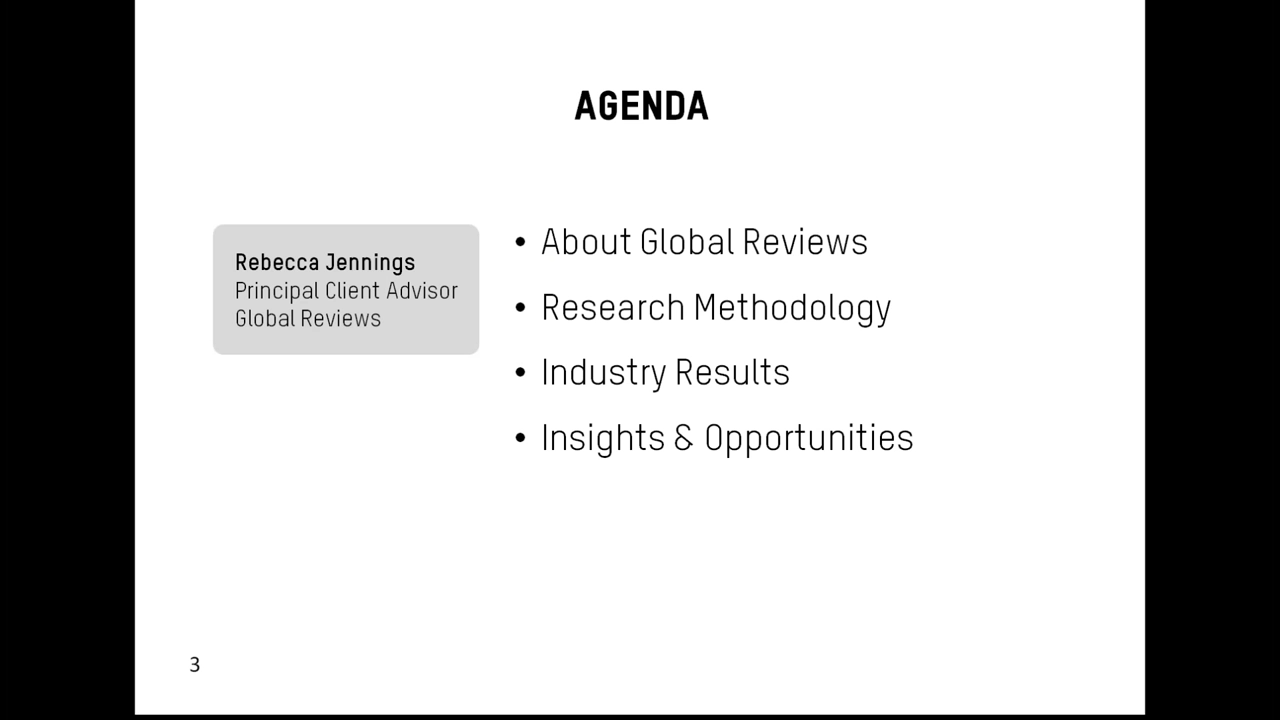 AGENDA
Rebecca Jennings
Principal Client Advisor
Global Reviews
• About Global Reviews
• Research Methodology
• Industry Results
• Insights & Opportunities
3